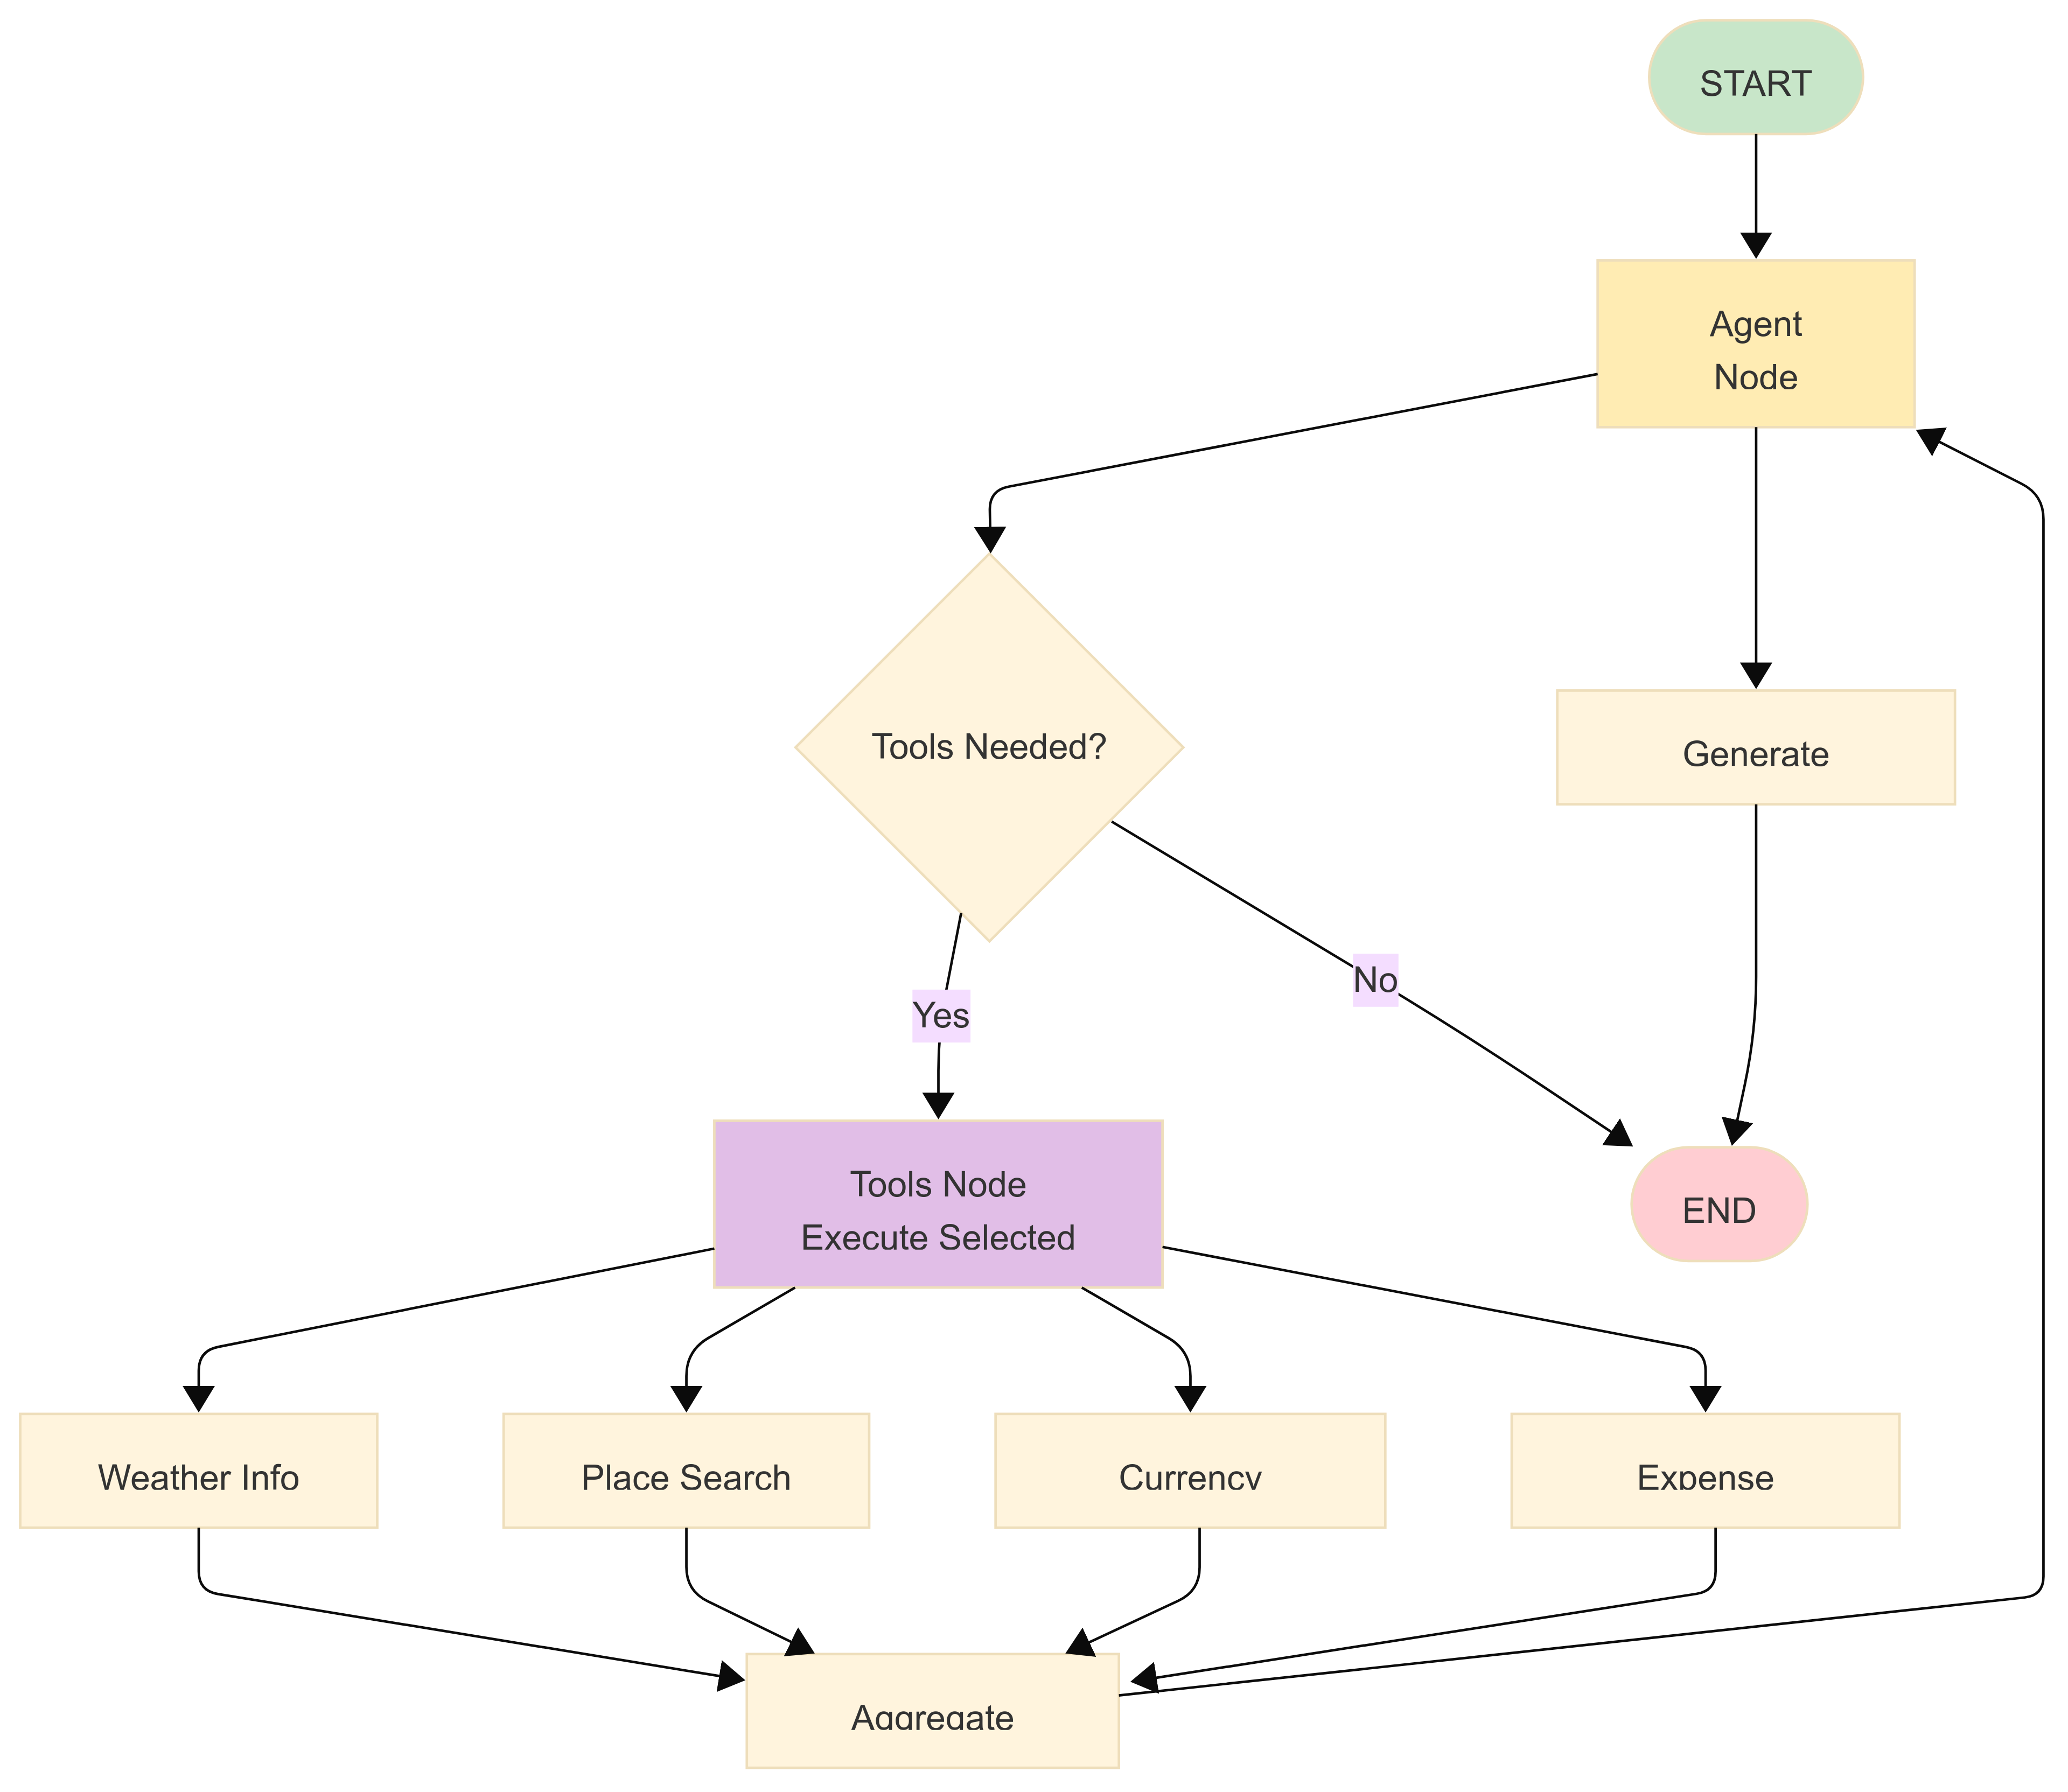 START
Agent
Node
Tools Needed?
Generate
No
Yes
Tools Node
Execute Selected
END
Weather Info
Place Search
Currency
Expense
Aggregate